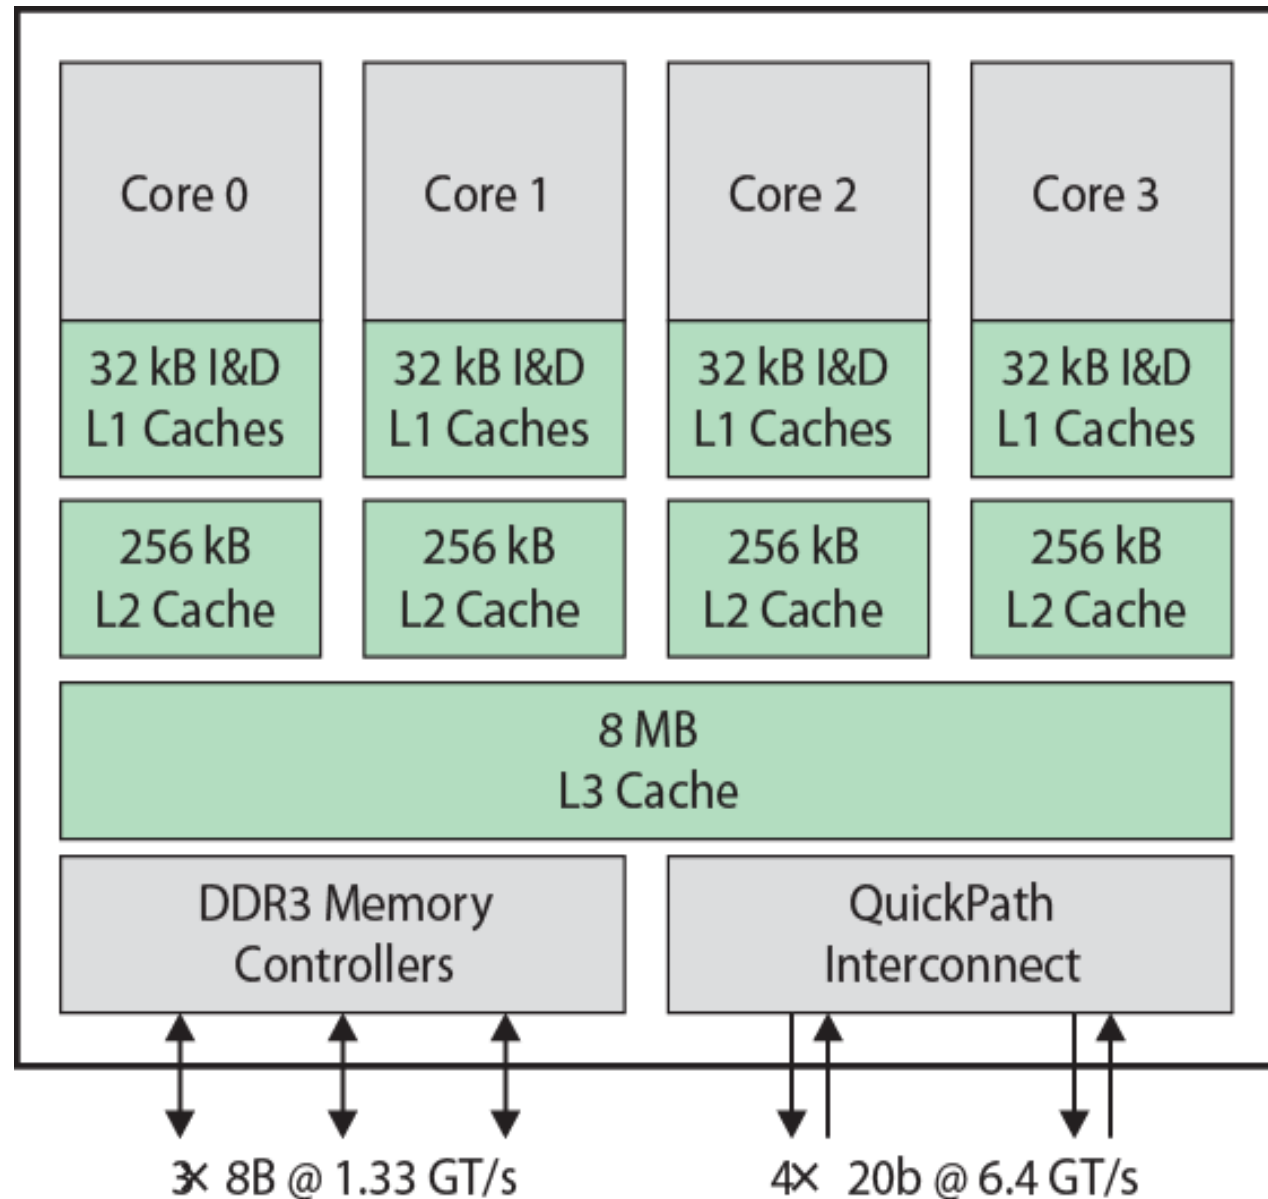 Core 0
Core 1
Core 2
Core 3
32 kB I&D
L1 Caches
32 kB I&D
L1 Caches
32 kB I&D
L1 Caches
32 kB I&D
L1 Caches
256 kB
L2 Cache
256 kB
L2 Cache
256 kB
L2 Cache
256 kB
L2 Cache
8 MB
L3 Cache
DDR3 Memory
Controllers
QuickPath
Interconnect
3× 8B @ 1.33 GT/s
4× 20b @ 6.4 GT/s